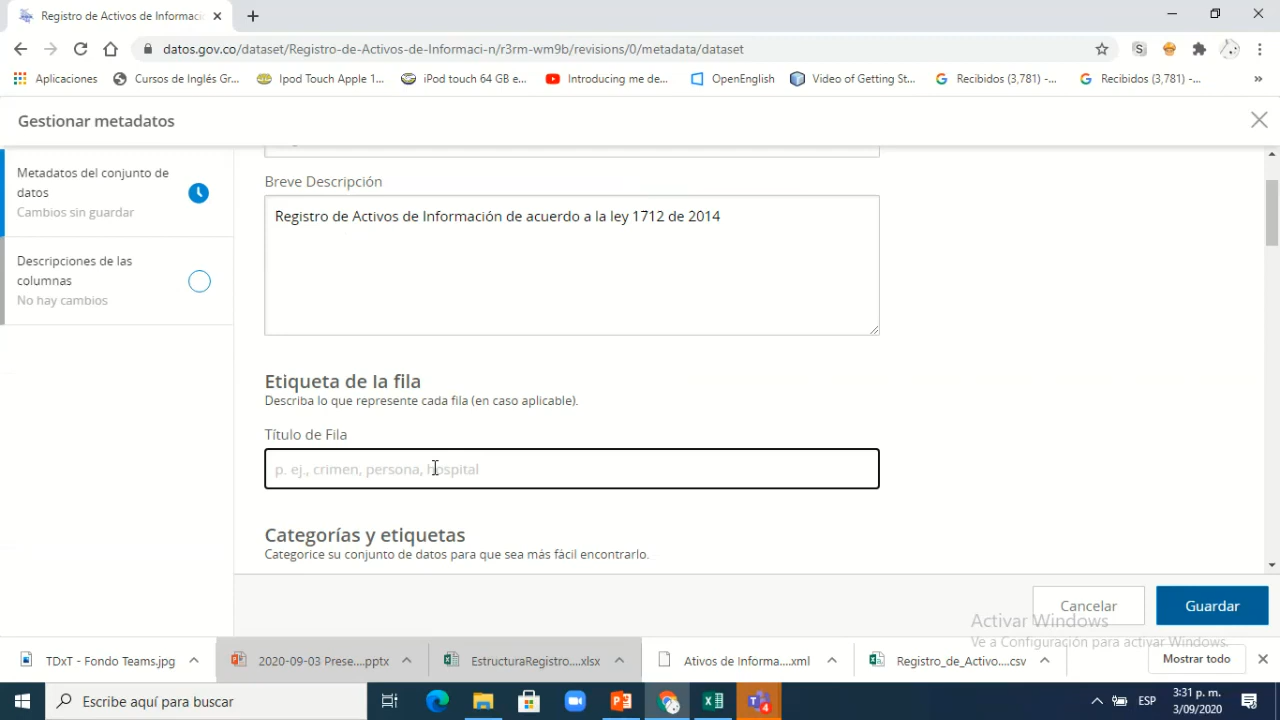 Registro de Activos de Informaci
datos.gov.co/dataset/Registro-de-Activos-de-Informaci-n/r3rm-wm9b/revisions/0/metadata/dataset
Aplicaciones Cursos de Inglés Gr... Ipod Touch Apple 1... iPod touch 64 GB e... Introducing me de... OpenEnglish Video of Getting St... Recibidos (3,781) -... Recibidos (3,781) -... »
Gestionar metadatos
Metadatos del conjunto de
datos
Cambios sin guardar
Descripciones de las
columnas
No hay cambios
Breve Descripción
Registro de Activos de Información de acuerdo a la ley 1712 de 2014
Etiqueta de la fila
Describa lo que represente cada fila (en caso aplicable).
Título de Fila
p. ej., crimen, persona, hospital
Categorías y etiquetas
Categorice su conjunto de datos para que sea más fácil encontrarlo.
Cancelar Guardar
Activar Windows
Ve a Configuración para activar Windows.
TDxT - Fondo Teams.jpg 2020-09-03 Prese....pptx EstructuraRegistro....xlsx Ativos de Informa....xml Registro_de_Activo....csv Mostrar todo
Escribe aquí para buscar
4
ESP
3:31 p. m.
3/09/2020